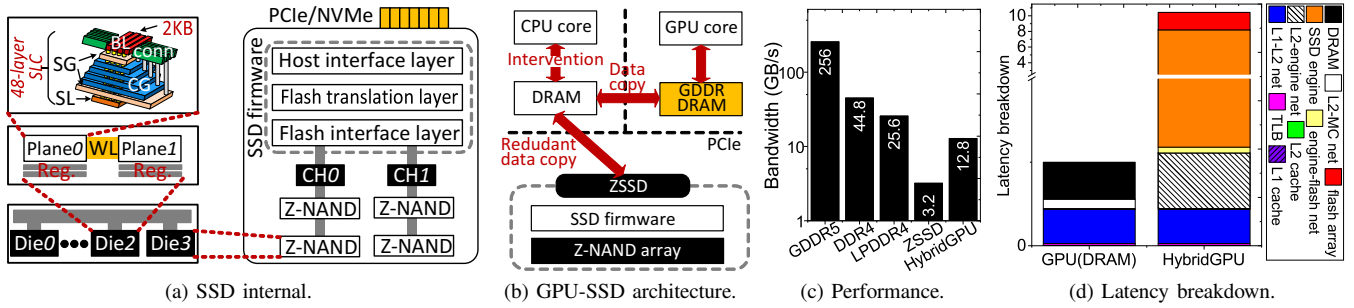 48-layer
SLC
BL
2KB
conn.
SG
CG
SL
Plane0
WL
Plane1
Reg.
Reg.
Die0
Die2
Die3
PCIe/NVMe
SSD firmware
Host interface layer
Flash translation layer
Flash interface layer
CH0
CH1
Z-NAND
Z-NAND
Z-NAND
Z-NAND
(a) SSD internal.
CPU core
GPU core
Intervention
Data
copy
DRAM
GDDR
DRAM
Redudant
data copy
PCIe
ZSSD
SSD firmware
Z-NAND array
(b) GPU-SSD architecture.
Bandwidth (GB/s)
100
10
1
256
44.8
25.6
3.2
12.8
GDDR5
DDR4
LPDDR4
ZSSD
HybridGPU
(c) Performance.
Latency breakdown
10
8
6
4
0
GPU(DRAM)
HybridGPU
DRAM
L2-MC net
flash array
SSD engine
engine-flash net
L2-engine net
L2 cache
L1-L2 net
TLB
L1 cache
(d) Latency breakdown.